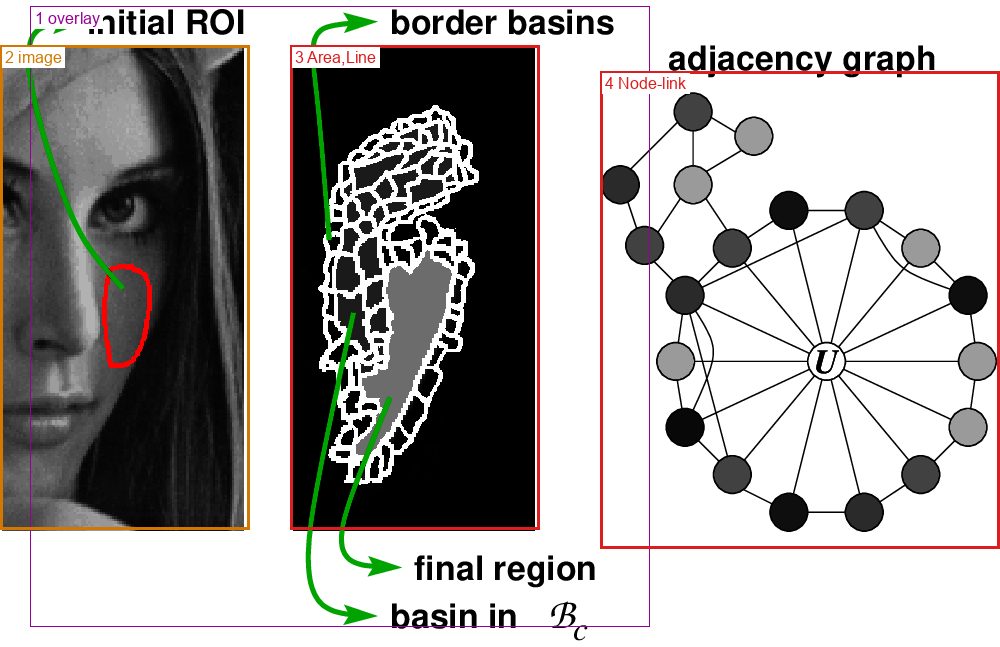 1 overlay
initial ROI
border basins
2 image
3 Area,Line
adjacency graph
4 Node-link
U
final region
basin in ℬc